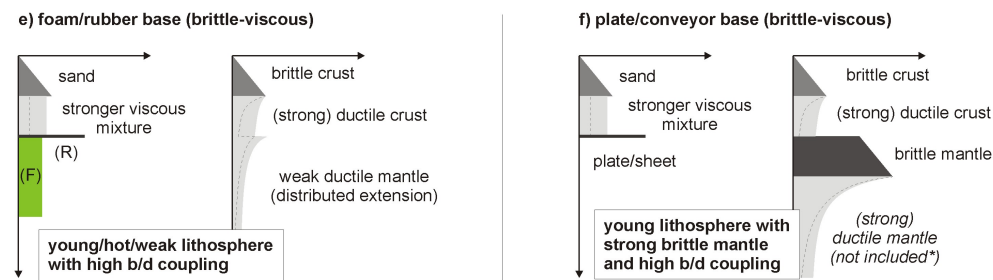 e) foam/rubber base (brittle-viscous)
sand
stronger viscous
mixture
(R)
(F)
brittle crust
(strong) ductile crust
weak ductile mantle
(distributed extension)
young/hot/weak lithosphere
with high b/d coupling
f) plate/conveyor base (brittle-viscous)
sand
stronger viscous
mixture
plate/sheet
brittle crust
(strong) ductile crust
brittle mantle
(strong)
ductile mantle
(not included*)
young lithosphere with
strong brittle mantle
and high b/d coupling